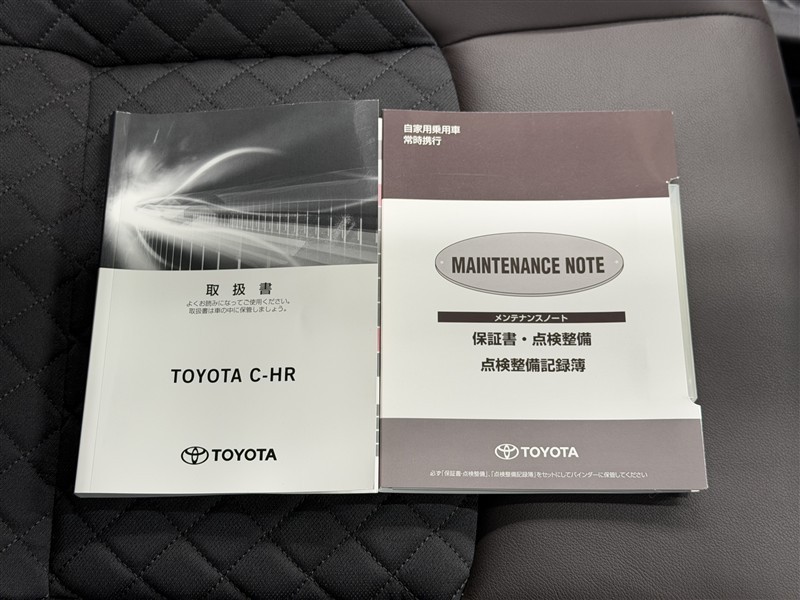 取扱書
よくお読みになってご使用ください。
取扱書は車の中に保管しましょう。
TOYOTA C-HR
TOYOTA
自家用乗用車
常時携行
MAINTENANCE NOTE
メンテナンスノート
保証書・点検整備
点検整備記録簿
TOYOTA
必ず「保証書・点検整備」、「点検整備記録簿」をセットにしてバインダーに保管してください